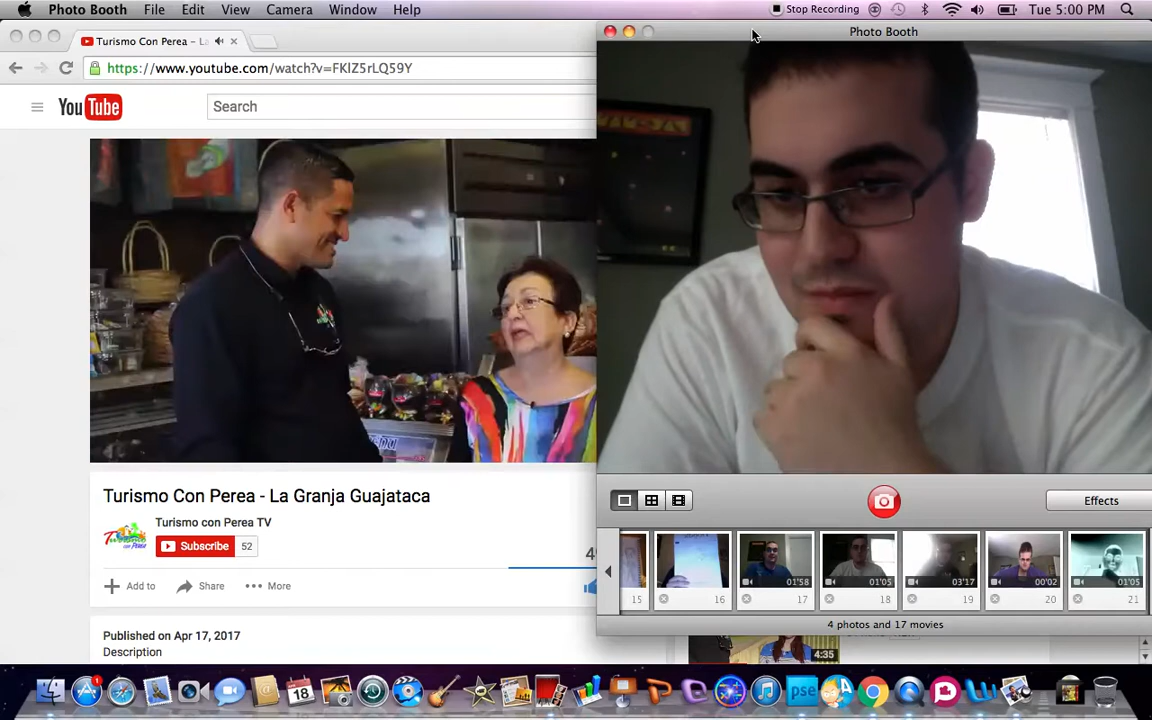 Photo Booth File Edit View Camera Window Help Stop Recording Tue 5:00 PM
Turismo Con Perea – La
https://www.youtube.com/watch?v=FKlZ5rLQ59Y
YouTube Search
Turismo Con Perea - La Granja Guajataca
Turismo con Perea TV
Subscribe 52
Add to Share More
Published on Apr 17, 2017
Description
4:35
Photo Booth
Effects
01:58 01:05 03'17 00'02 01:05
15 16 17 18 19 20 21
4 photos and 17 movies
18
pse